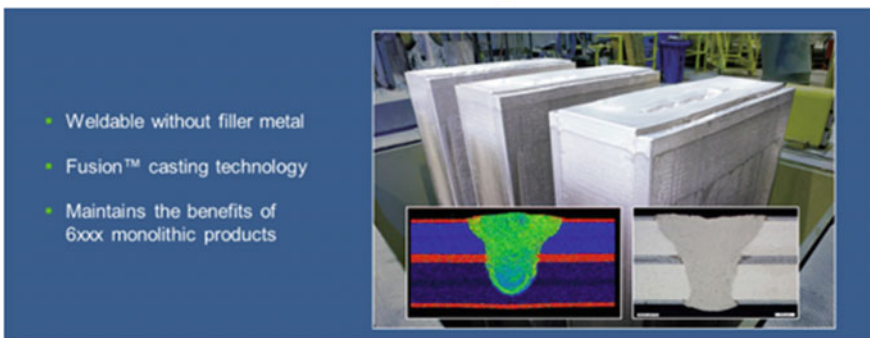 Weldable without filler metal
Fusion™ casting technology
Maintains the benefits of
6xxx monolithic products